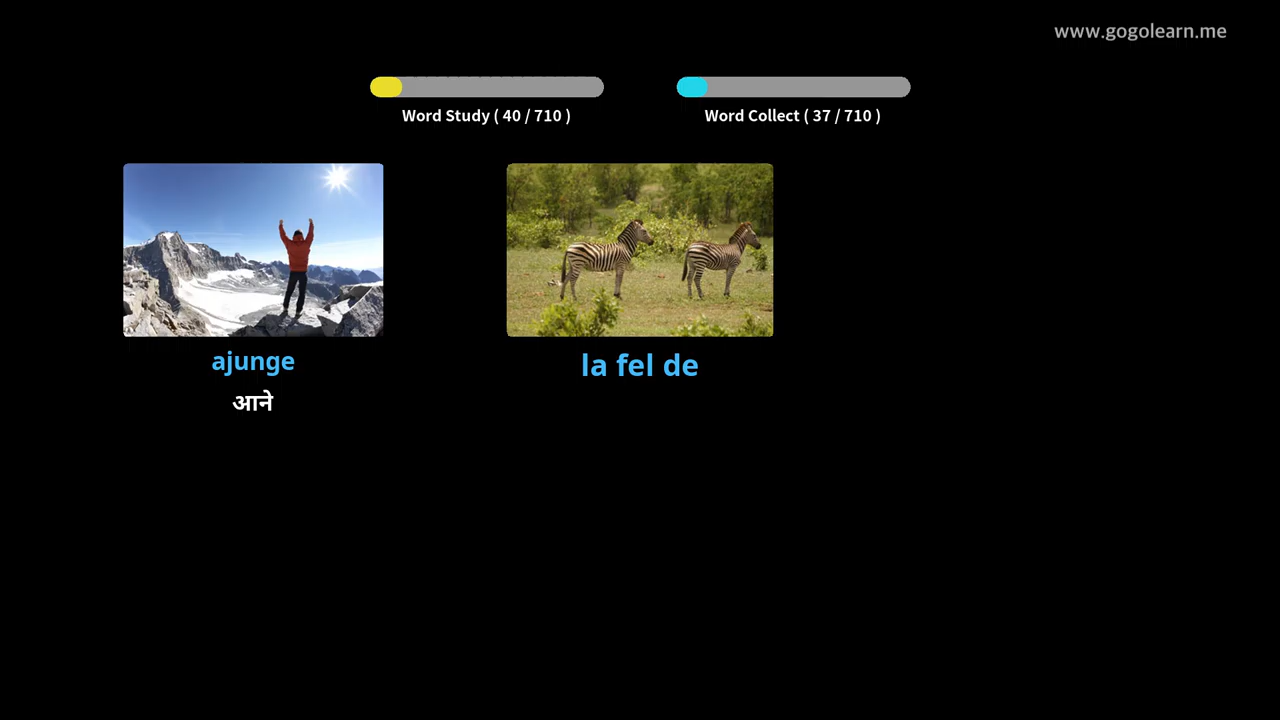 www.gogolearn.me
Word Study ( 40 / 710 )
Word Collect ( 37 / 710 )
ajunge
la fel de
आने